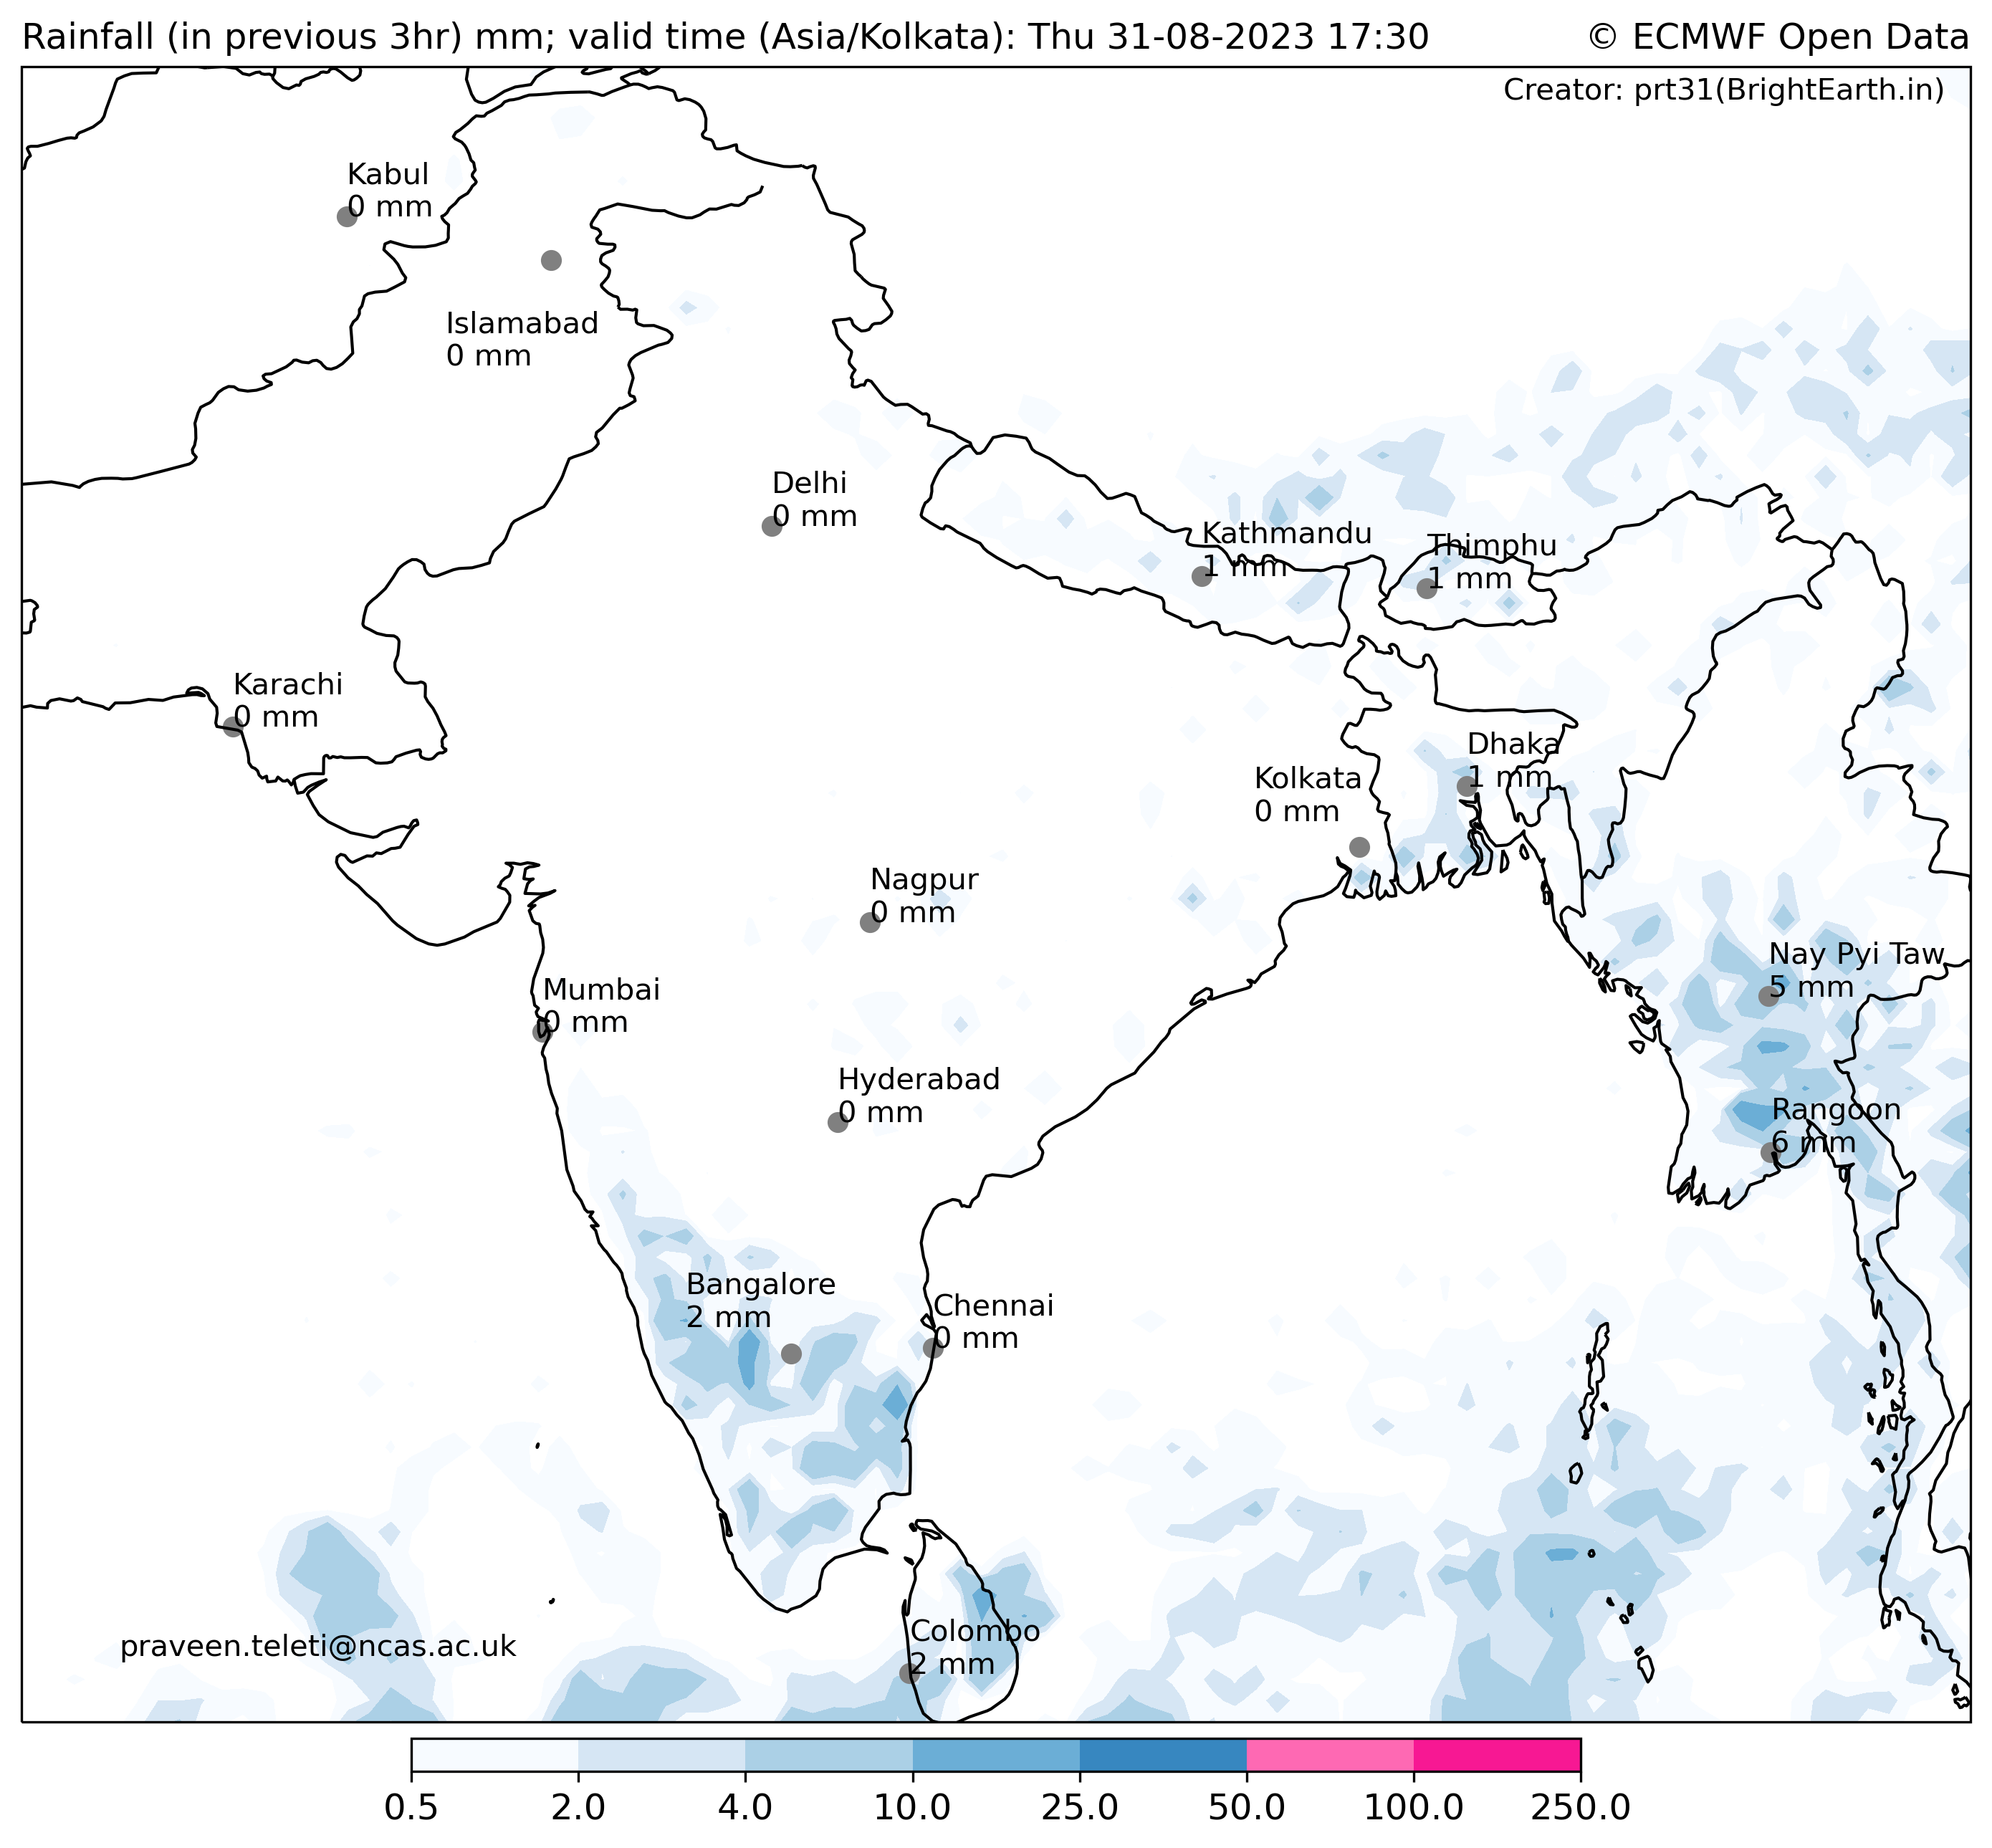 Rainfall (in previous 3hr) mm; valid time (Asia/Kolkata): Thu 31-08-2023 17:30
© ECMWF Open Data
Creator: prt31(BrightEarth.in)
Kabul
0 mm
Islamabad
0 mm
Delhi
0 mm
Kathmandu
1 mm
Thimphu
1 mm
Karachi
0 mm
Dhaka
1 mm
Kolkata
0 mm
Nagpur
0 mm
Nay Pyi Taw
5 mm
Mumbai
0 mm
Hyderabad
0 mm
Rangoon
6 mm
Bangalore
2 mm
Chennai
0 mm
Colombo
2 mm
praveen.teleti@ncas.ac.uk
0.5 2.0 4.0 10.0 25.0 50.0 100.0 250.0